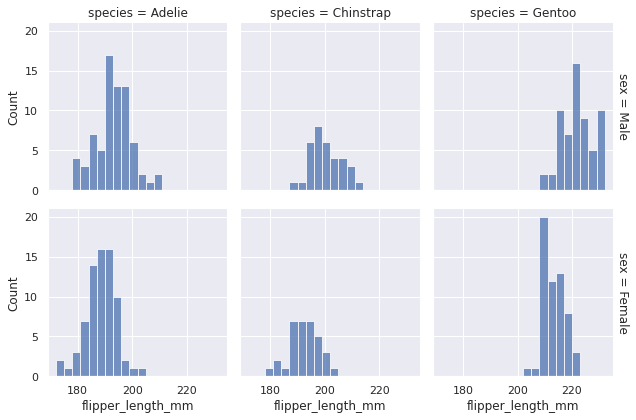 species = Adelie
species = Chinstrap
species = Gentoo
20
15
10
5
0
Count
sex = Male
20
15
10
5
0
Count
sex = Female
180 200 220
180 200 220
180 200 220
flipper_length_mm
flipper_length_mm
flipper_length_mm